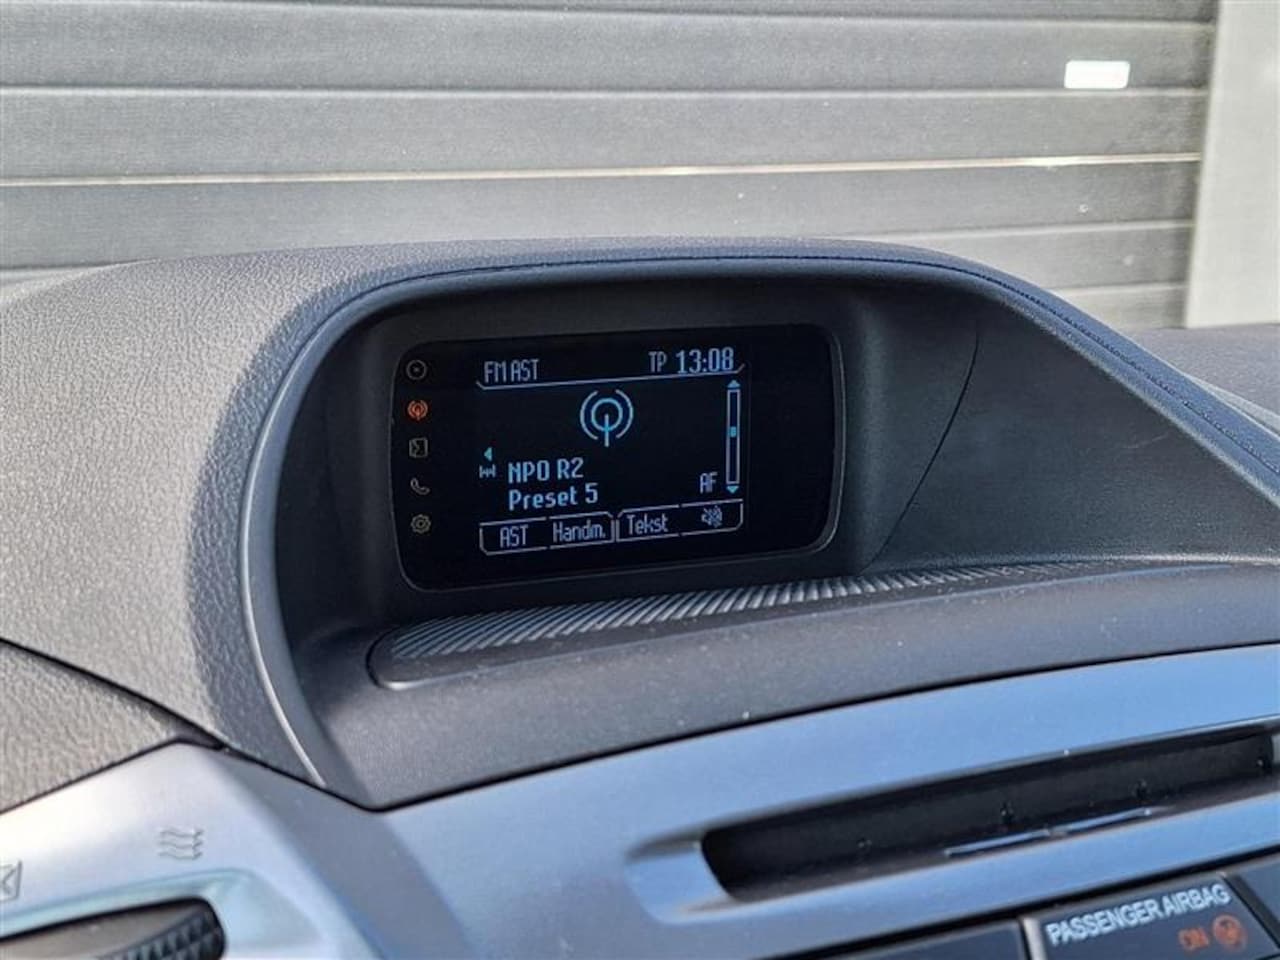 FM AST TP 13:08
NPO R2
Preset 5 AF
AST Handm. Tekst
PASSENGER AIRBAG
ON